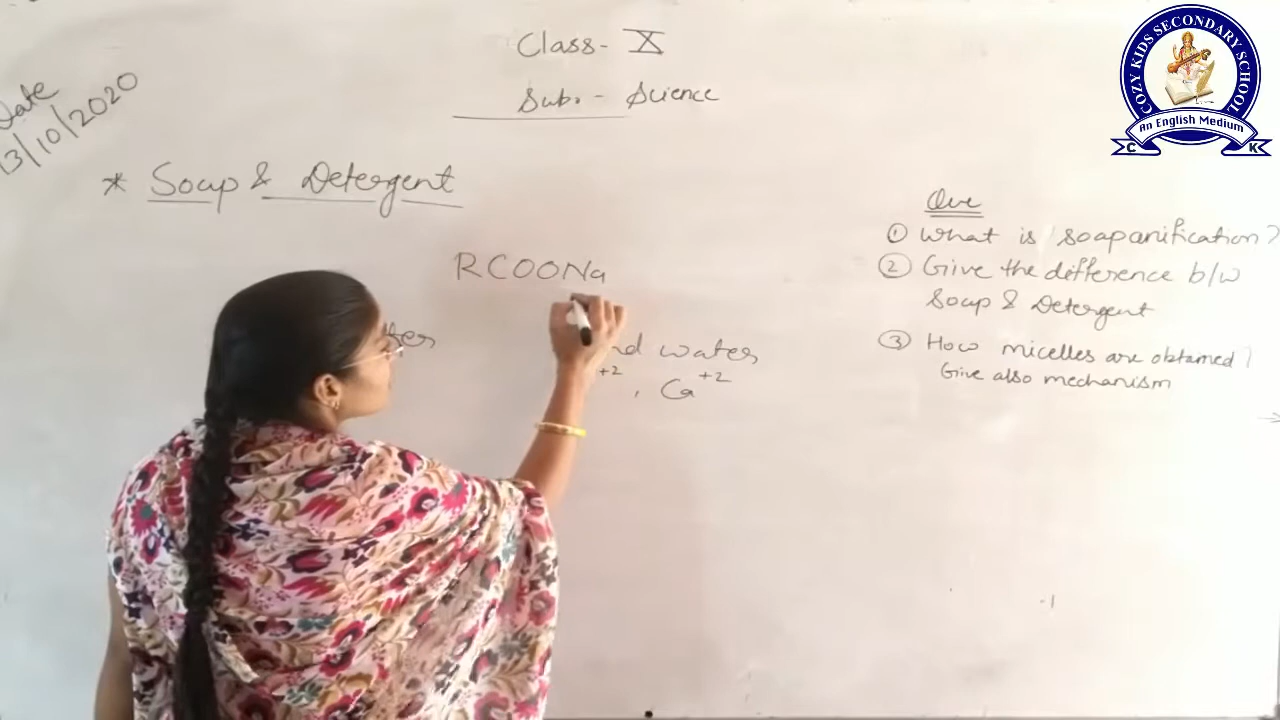 Class - X
Sub. - Science
Date
13/10/2020
* Soap & Detergent
RCOONa
water
+2 , Ca+2
Que
① What is soapanification?
② Give the difference b/w
Soap & Detergent
③ How micelles are obtained?
Give also mechanism
COZY KIDS SECONDARY SCHOOL
An English Medium
C K